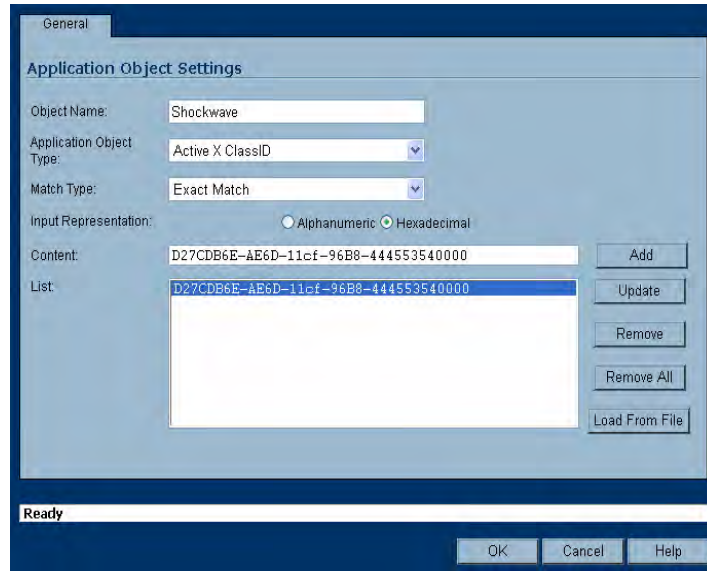 General
Application Object Settings
Object Name: Shockwave
Application Object Type: Active X ClassID
Match Type: Exact Match
Input Representation: Alphanumeric Hexadecimal
Content: D27CDB6E-AE6D-11cf-96B8-444553540000 Add
List: D27CDB6E-AE6D-11cf-96B8-444553540000 Update
Remove
Remove All
Load From File
Ready
OK Cancel Help